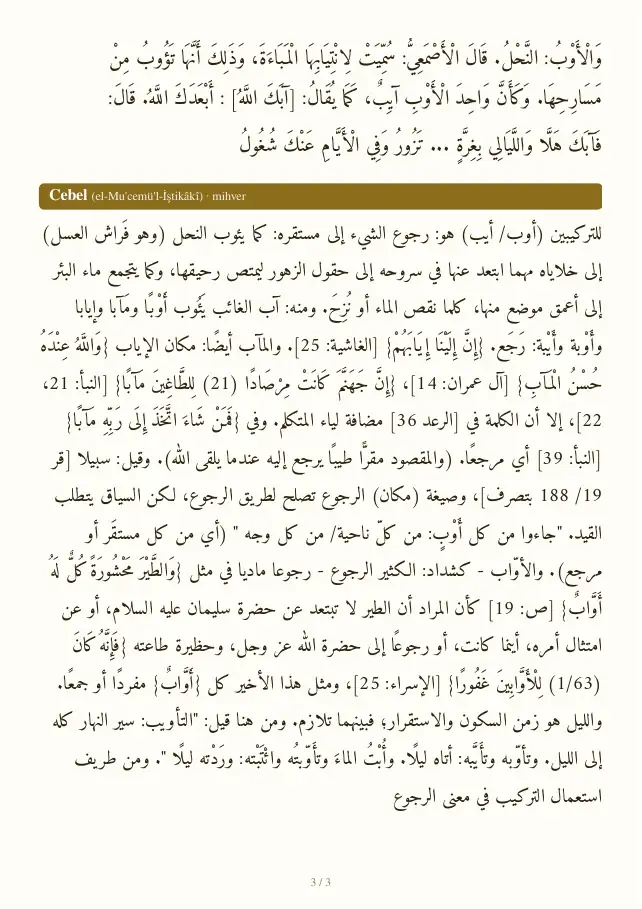 وَالْأَوْبُ: النَّحْلُ. قَالَ الْأَصْمَعِيُّ: سُمِّيَتْ لِانْتِيَابِهَا الْمَبَاءَةَ، وَذَلِكَ أَنَّهَا تَؤُوبُ مِنْ
مَسَارِحِهَا. وَكَأَنَّ وَاحِدَ الْأَوْبِ آيِبٌ، كَمَا يُقَالُ: [آبَكَ اللَّهُ] : أَبْعَدَكَ اللَّهُ. قَالَ:
فَآبَكَ هَلَّا وَاللَّيَالِي بِغِرَّةٍ ... تَزُورُ وَفِي الْأَيَّامِ عَنْكَ شُغُولُ
Cebel (el-Mu'cemü'l-İştikâkî) · mihver
للتركيبين (أوب/ أيب) هو: رجوع الشيء إلى مستقره: كما يئوب النحل (وهو فَراش العسل)
إلى خلاياه مهما ابتعد عنها في سروحه إلى حقول الزهور ليمتص رحيقها، وكما يتجمع ماء البئر
إلى أعمق موضع منها، كلما نقص الماء أو نُزِحَ. ومنه: آب الغائب يَئُوب أَوْبًا ومَآبا وإيابا
وأَوْبة وأَيْبة: رَجَع. {إِنَّ إِلَيْنَا إِيَابَهُمْ} [الغاشية: 25]. والمآب أيضًا: مكان الإياب {وَاللَّهُ عِنْدَهُ
حُسْنُ الْمَآبِ} [آل عمران: 14]، {إِنَّ جَهَنَّمَ كَانَتْ مِرْصَادًا (21) لِلطَّاغِينَ مَآبًا} [النبأ: 21،
22]، إلا أن الكلمة في [الرعد 36] مضافة لياء المتكلم. وفي {فَمَنْ شَاءَ اتَّخَذَ إِلَى رَبِّهِ مَآبًا}
[النبأ: 39] أي مرجعًا. (والمقصود مقرًّا طيبًا يرجع إليه عندما يلقى الله). وقيل: سبيلا [قر
19/ 188 بتصرف]، وصيغة (مكان) الرجوع تصلح لطريق الرجوع، لكن السياق يتطلب
القيد. "جاءوا من كل أَوْبٍ: من كلّ ناحية/ من كل وجه " (أي من كل مستقَر أو
مرجع). والأوّاب - كشداد: الكثير الرجوع - رجوعا ماديا في مثل {وَالطَّيْرَ مَحْشُورَةً كُلٌّ لَهُ
أَوَّابٌ} [ص: 19] كأن المراد أن الطير لا تبتعد عن حضرة سليمان عليه السلام، أو عن
امتثال أمره، أينما كانت، أو رجوعًا إلى حضرة الله عز وجل، وحظيرة طاعته {فَإِنَّهُ كَانَ
(1/63) لِلْأَوَّابِينَ غَفُورًا} [الإسراء: 25]، ومثل هذا الأخير كل {أَوَّابٌ} مفردًا أو جمعًا.
والليل هو زمن السكون والاستقرار؛ فبينهما تلازم. ومن هنا قيل: "التأويب: سير النهار كله
إلى الليل. وتأوّبه وتأيَّبه: أتاه ليلًا. وأُبْتُ الماءَ وتأوّبتُه وائْتَبْته: ورَدْته ليلًا ". ومن طريف
استعمال التركيب في معنى الرجوع
3 / 3